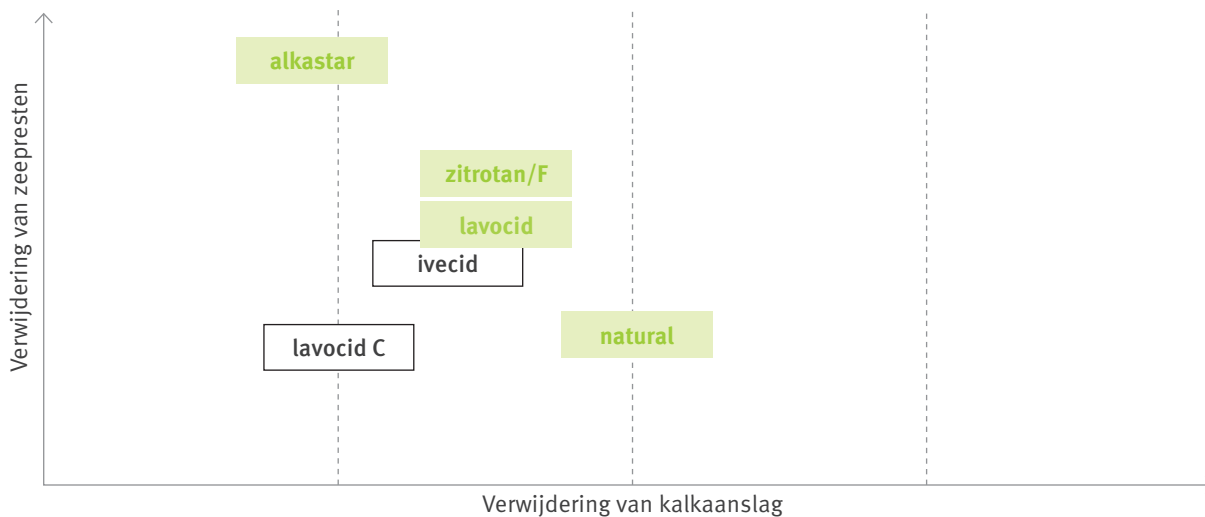 alkastar
zitrotan/F
lavocid
ivecid
lavocid C
natural
Verwijdering van zeepresten
Verwijdering van kalkaanslag